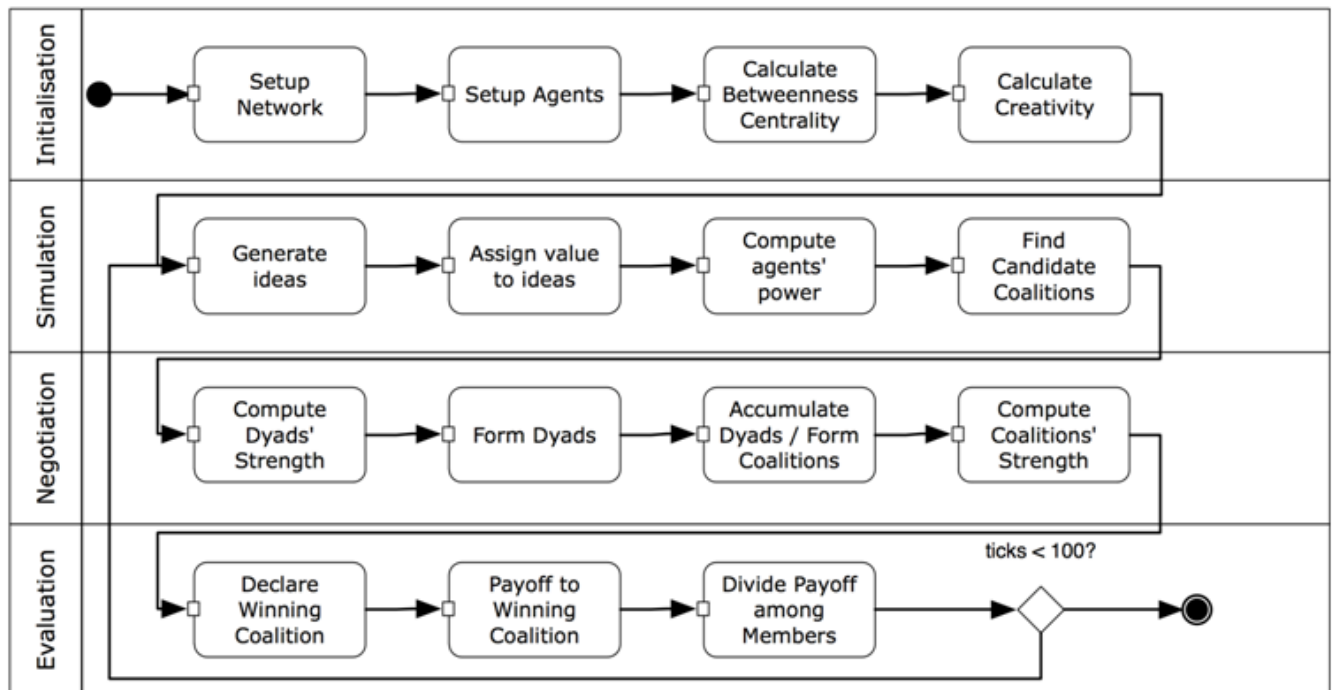 Initialisation
Setup
Network
Setup Agents
Calculate
Betweenness
Centrality
Calculate
Creativity
Simulation
Generate
ideas
Assign value
to ideas
Compute
agents'
power
Find
Candidate
Coalitions
Negotiation
Compute
Dyads'
Strength
Form Dyads
Accumulate
Dyads / Form
Coalitions
Compute
Coalitions'
Strength
Evaluation
Declare
Winning
Coalition
Payoff to
Winning
Coalition
Divide Payoff
among
Members
ticks < 100?